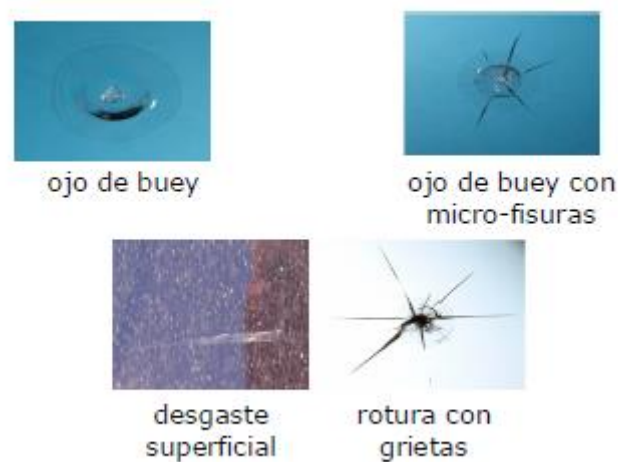 ojo de buey
ojo de buey con
micro-fisuras
desgaste
superficial
rotura con
grietas